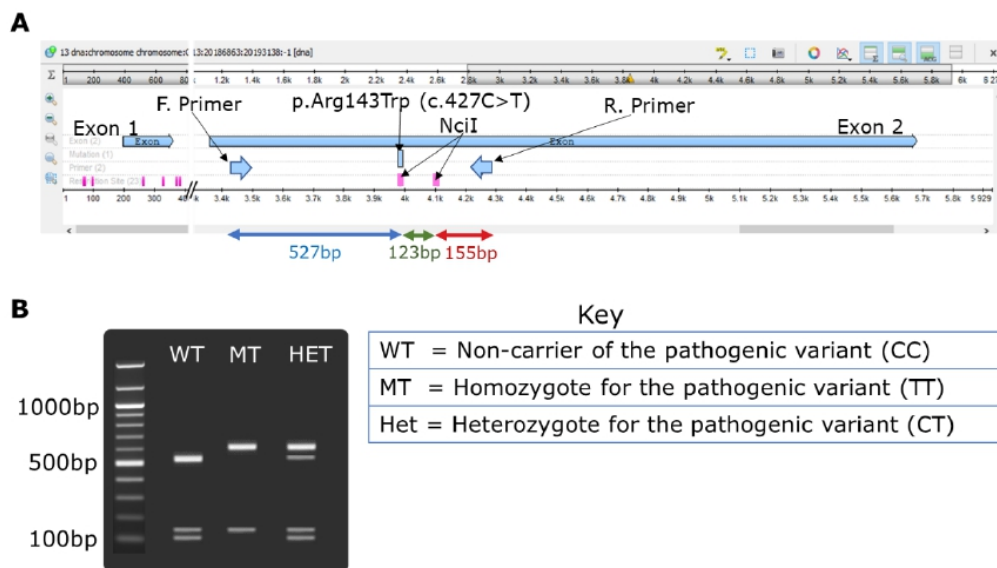 A
13 dna:chromosome chromosome:G 13:20186863:20193138:-1 [dna]
1 200 400 600 80 1.2k 1.4k 1.6k 1.8k 2k 2.2k 2.4k 2.6k 2.8k 3k 3.2k 3.4k 3.6k 3.8k 4k 4.2k 4.4k 4.6k 4.8k 5k 5.2k 5.4k 5.6k 5.8k 6k 6 27
F. Primer
p.Arg143Trp (c.427C>T)
R. Primer
NciI
Exon 1
Exon 2
Exon (2)
Exon
Exon
Mutation (1)
Primer (2)
Restriction Site (23)
1 100 200 300 40 3.4k 3.5k 3.6k 3.7k 3.8k 3.9k 4k 4.1k 4.2k 4.3k 4.4k 4.5k 4.6k 4.7k 4.8k 4.9k 5k 5.1k 5.2k 5.3k 5.4k 5.5k 5.6k 5.7k 5.8k 5 929
527bp
123bp
155bp
B
Key
WT MT HET
WT = Non-carrier of the pathogenic variant (CC)
MT = Homozygote for the pathogenic variant (TT)
Het = Heterozygote for the pathogenic variant (CT)
1000bp
500bp
100bp